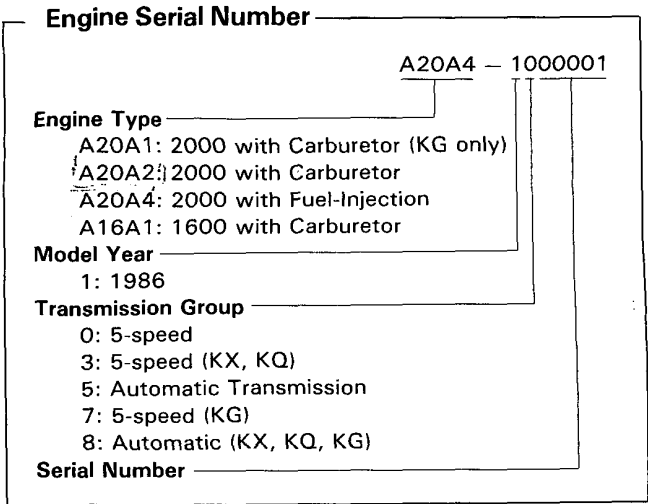 Engine Serial Number
A20A4 – 1000001
Engine Type
A20A1: 2000 with Carburetor (KG only)
A20A2: 2000 with Carburetor
A20A4: 2000 with Fuel-Injection
A16A1: 1600 with Carburetor
Model Year
1: 1986
Transmission Group
0: 5-speed
3: 5-speed (KX, KQ)
5: Automatic Transmission
7: 5-speed (KG)
8: Automatic (KX, KQ, KG)
Serial Number